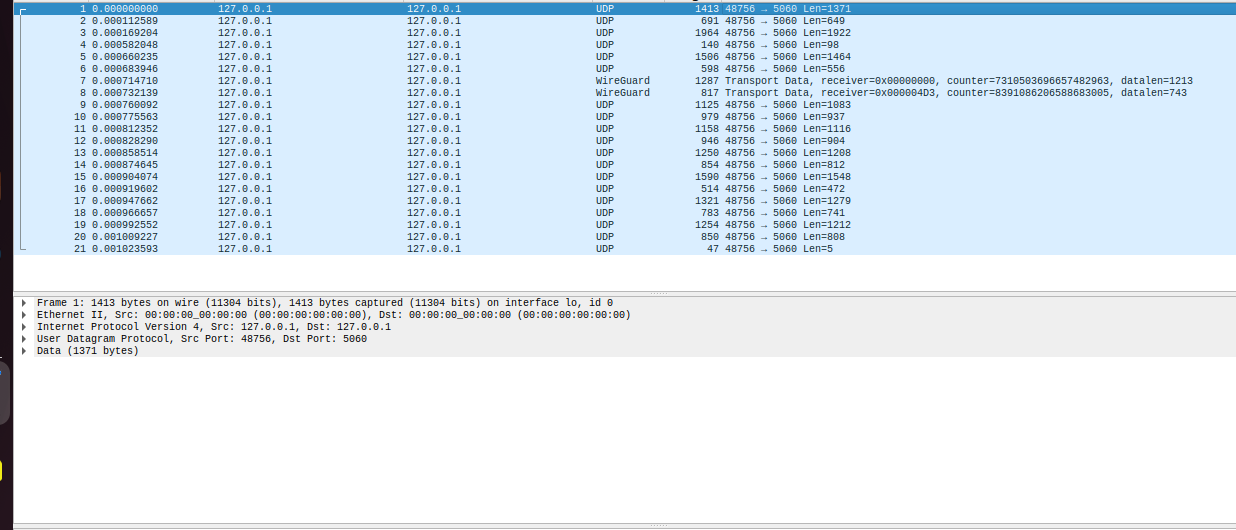 1 0.000000000 127.0.0.1 127.0.0.1 UDP 1413 48756 → 5060 Len=1371
2 0.000112589 127.0.0.1 127.0.0.1 UDP 691 48756 → 5060 Len=649
3 0.000169204 127.0.0.1 127.0.0.1 UDP 1964 48756 → 5060 Len=1922
4 0.000582048 127.0.0.1 127.0.0.1 UDP 140 48756 → 5060 Len=98
5 0.000660235 127.0.0.1 127.0.0.1 UDP 1506 48756 → 5060 Len=1464
6 0.000683946 127.0.0.1 127.0.0.1 UDP 598 48756 → 5060 Len=556
7 0.000714710 127.0.0.1 127.0.0.1 WireGuard 1287 Transport Data, receiver=0x00000000, counter=7310503696657482963, datalen=1213
8 0.000732139 127.0.0.1 127.0.0.1 WireGuard 817 Transport Data, receiver=0x000004D3, counter=8391086206588683005, datalen=743
9 0.000760092 127.0.0.1 127.0.0.1 UDP 1125 48756 → 5060 Len=1083
10 0.000775563 127.0.0.1 127.0.0.1 UDP 979 48756 → 5060 Len=937
11 0.000812352 127.0.0.1 127.0.0.1 UDP 1158 48756 → 5060 Len=1116
12 0.000828290 127.0.0.1 127.0.0.1 UDP 946 48756 → 5060 Len=904
13 0.000858514 127.0.0.1 127.0.0.1 UDP 1250 48756 → 5060 Len=1208
14 0.000874645 127.0.0.1 127.0.0.1 UDP 854 48756 → 5060 Len=812
15 0.000904074 127.0.0.1 127.0.0.1 UDP 1590 48756 → 5060 Len=1548
16 0.000919602 127.0.0.1 127.0.0.1 UDP 514 48756 → 5060 Len=472
17 0.000947662 127.0.0.1 127.0.0.1 UDP 1321 48756 → 5060 Len=1279
18 0.000966657 127.0.0.1 127.0.0.1 UDP 783 48756 → 5060 Len=741
19 0.000992552 127.0.0.1 127.0.0.1 UDP 1254 48756 → 5060 Len=1212
20 0.001009227 127.0.0.1 127.0.0.1 UDP 850 48756 → 5060 Len=808
21 0.001023593 127.0.0.1 127.0.0.1 UDP 47 48756 → 5060 Len=5
Frame 1: 1413 bytes on wire (11304 bits), 1413 bytes captured (11304 bits) on interface lo, id 0
Ethernet II, Src: 00:00:00_00:00:00 (00:00:00:00:00:00), Dst: 00:00:00_00:00:00 (00:00:00:00:00:00)
Internet Protocol Version 4, Src: 127.0.0.1, Dst: 127.0.0.1
User Datagram Protocol, Src Port: 48756, Dst Port: 5060
Data (1371 bytes)